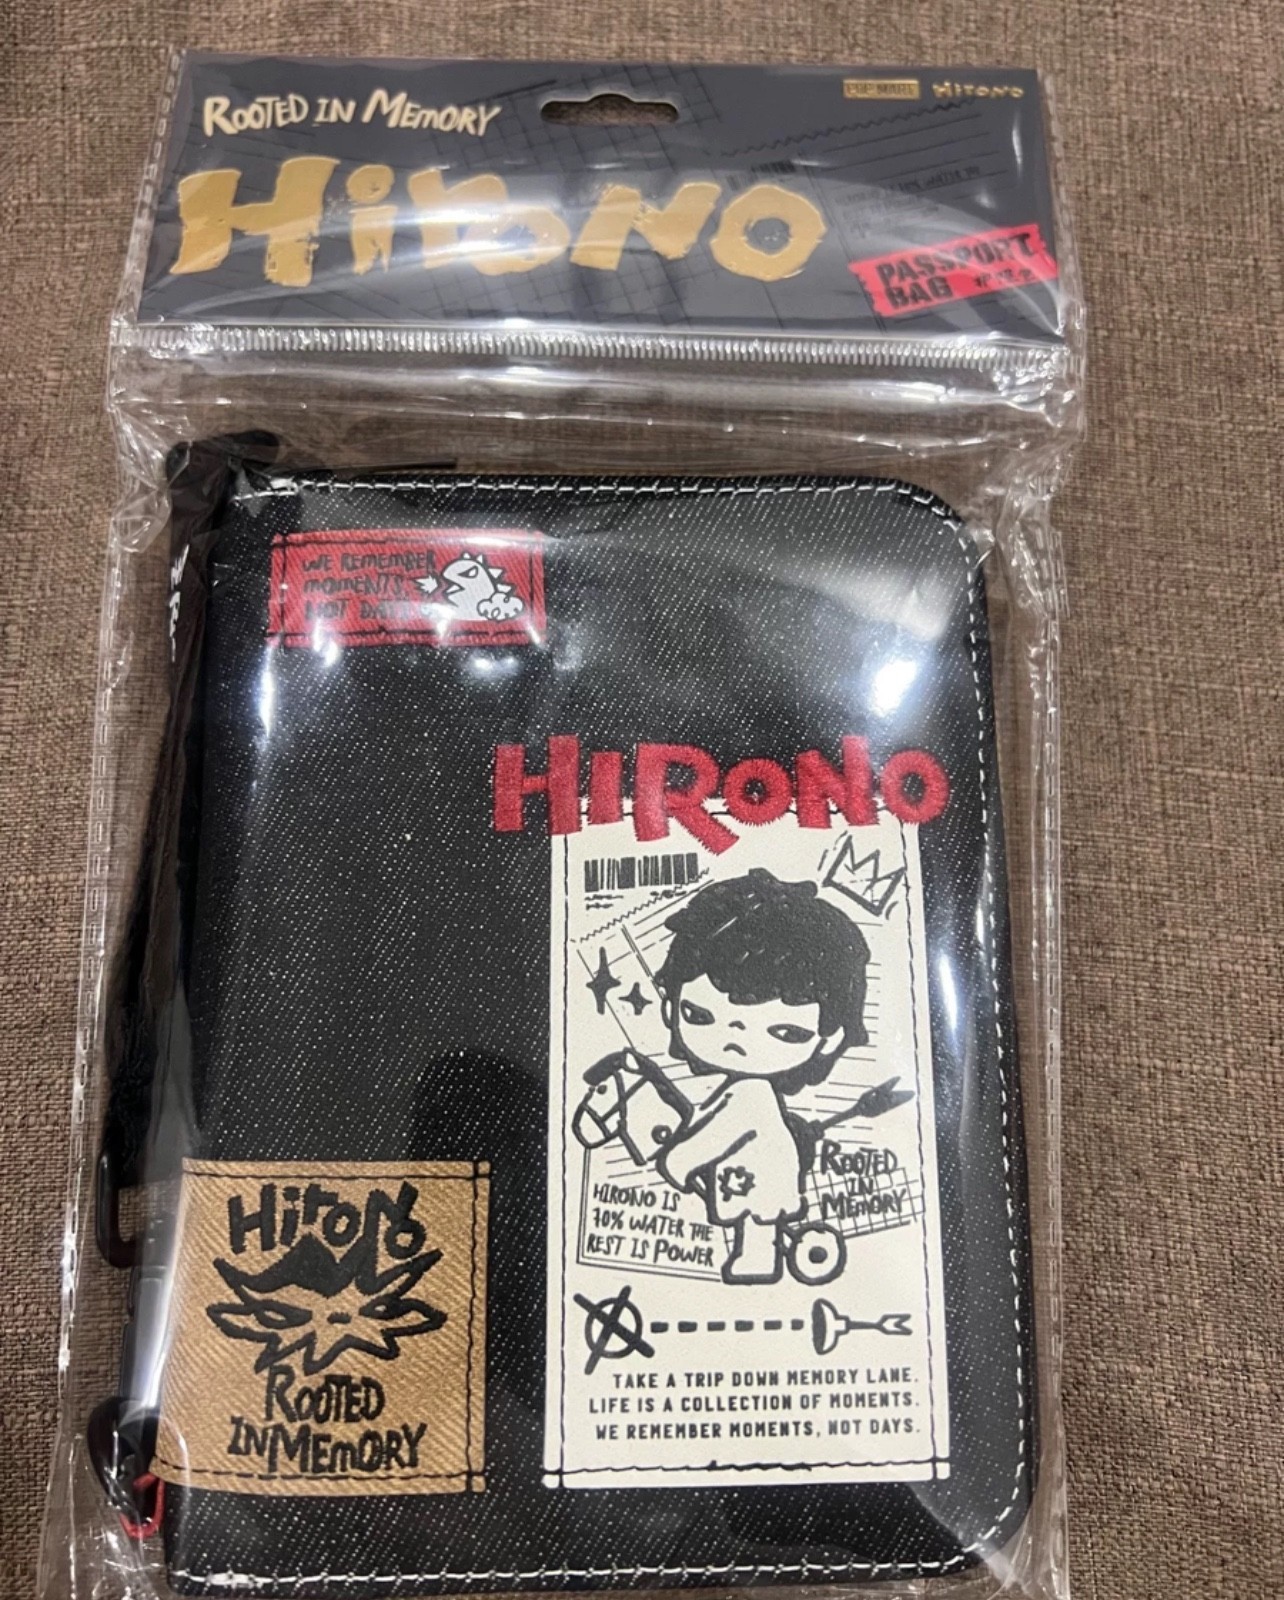 ROOTED IN MEMORY
POP MART HIRONO
HiRONO
PASSPORT
BAG
WE REMEMBER
MOMENTS,
NOT DAYS
HIRONO
HIRONO IS
70% WATER THE
REST IS POWER
ROOTED
IN
MEMORY
TAKE A TRIP DOWN MEMORY LANE.
LIFE IS A COLLECTION OF MOMENTS.
WE REMEMBER MOMENTS, NOT DAYS.
HiRONO
ROOTED
IN MEMORY